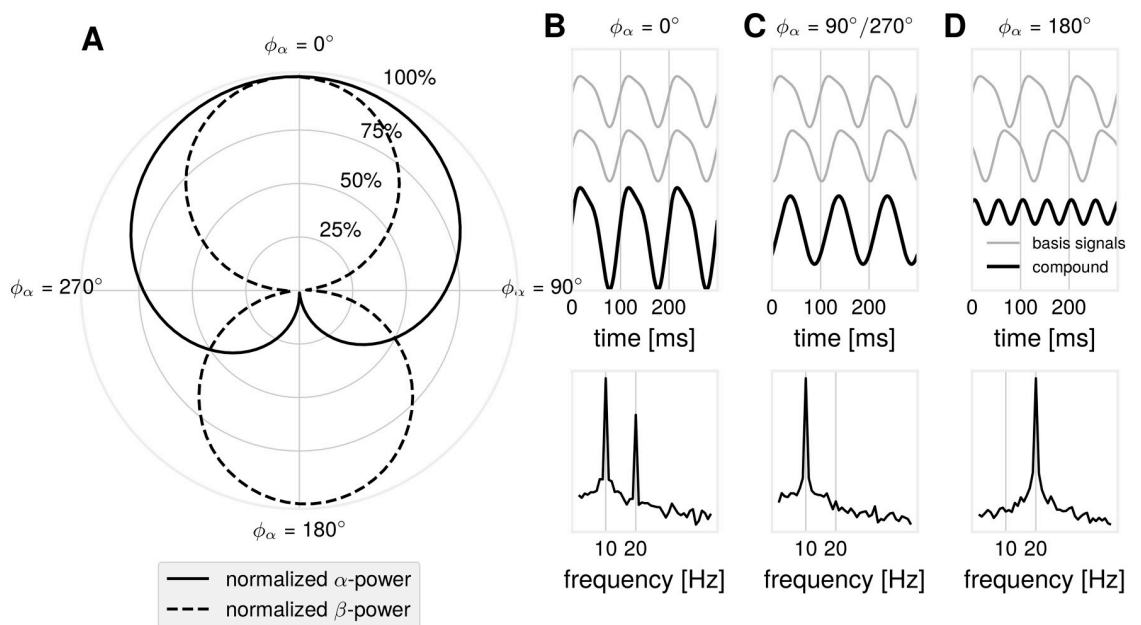 A
ϕα = 0°
100%
75%
50%
25%
ϕα = 270°
ϕα = 90°
ϕα = 180°
normalized α-power
normalized β-power
B
ϕα = 0°
0 100 200
time [ms]
10 20
frequency [Hz]
C
ϕα = 90°/270°
0 100 200
time [ms]
10 20
frequency [Hz]
D
ϕα = 180°
basis signals
compound
0 100 200
time [ms]
10 20
frequency [Hz]